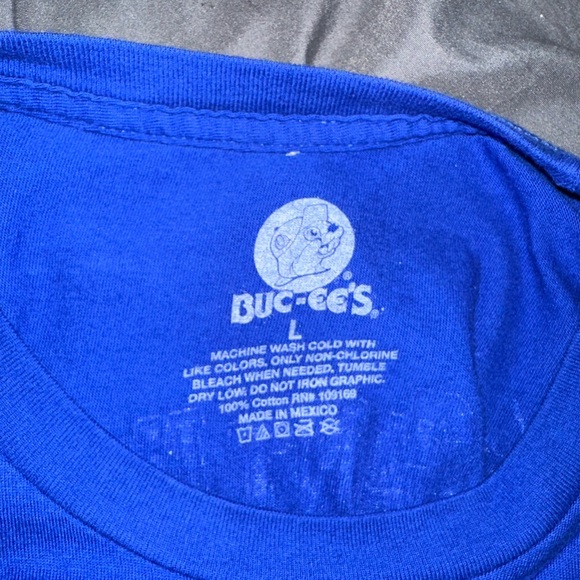 BUC-EE'S®
L
MACHINE WASH COLD WITH
LIKE COLORS. ONLY NON-CHLORINE
BLEACH WHEN NEEDED. TUMBLE
DRY LOW. DO NOT IRON GRAPHIC.
100% Cotton RN# 109169
MADE IN MEXICO